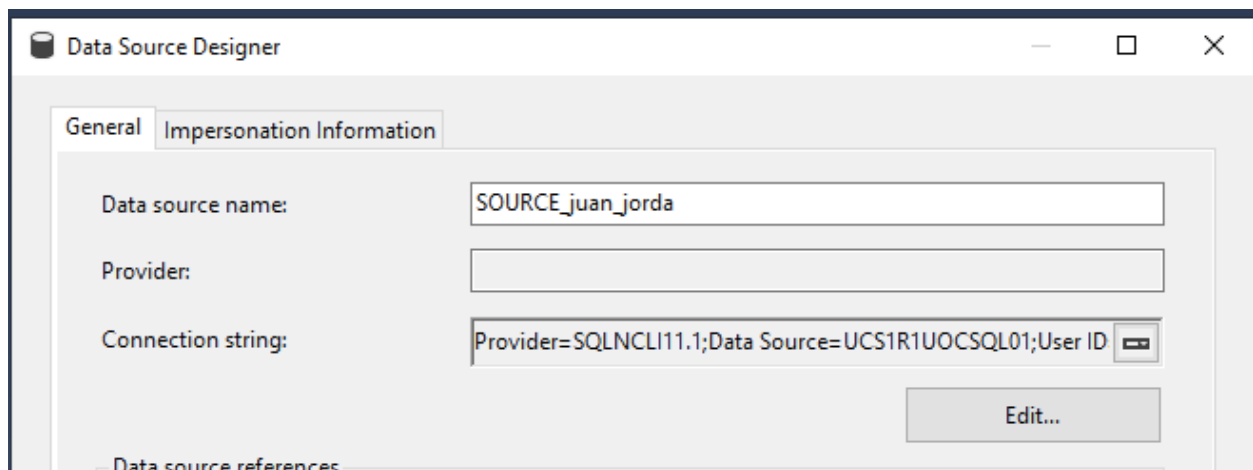 Data Source Designer
General Impersonation Information
Data source name: SOURCE_juan_jorda
Provider:
Connection string: Provider=SQLNCLI11.1;Data Source=UCS1R1UOCSQL01;User ID
Edit...
Data source references